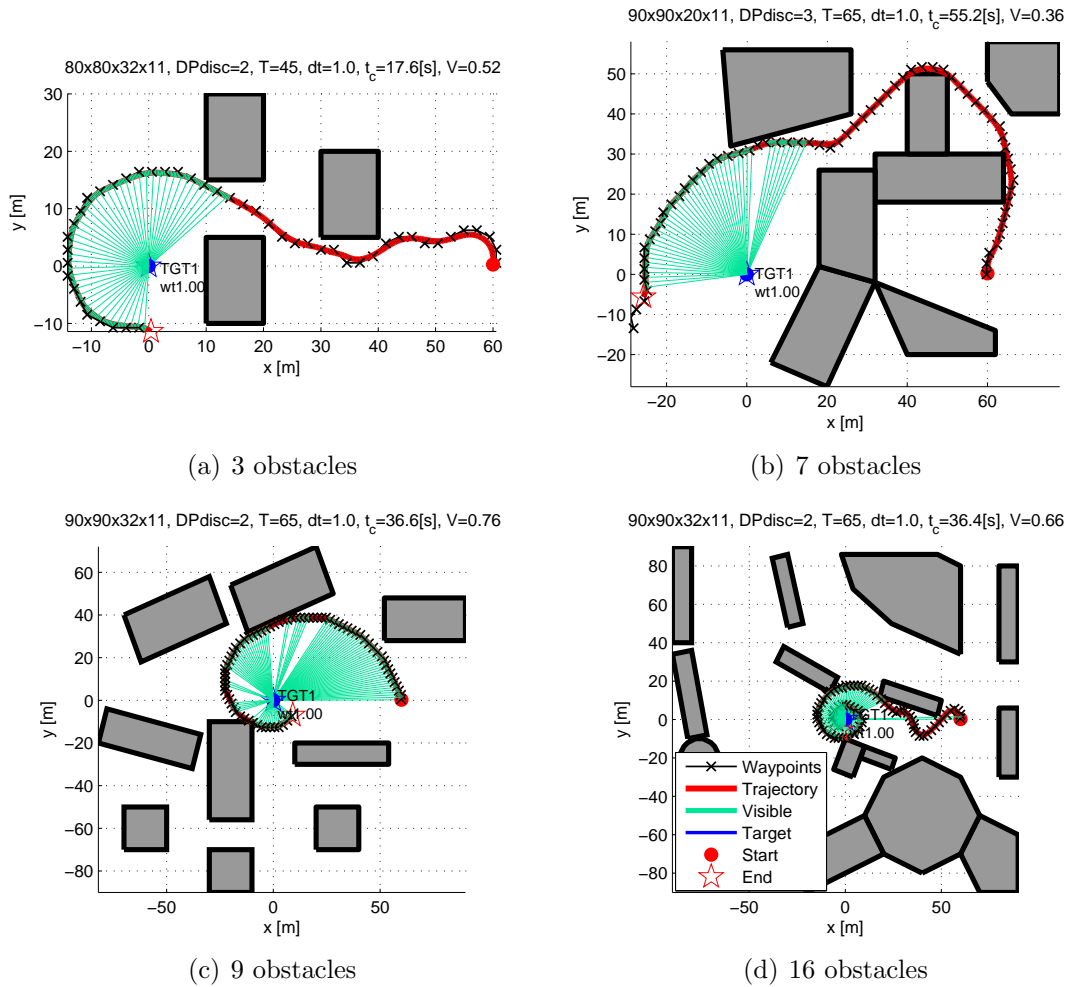 80x80x32x11, DPdisc=2, T=45, dt=1.0, t_c=17.6[s], V=0.52
30
20
10
0
−10
y [m]
TGT1
wt1.00
−10 0 10 20 30 40 50 60
x [m]
(a) 3 obstacles
90x90x20x11, DPdisc=3, T=65, dt=1.0, t_c=55.2[s], V=0.36
50
40
30
20
10
0
−10
−20
y [m]
TGT1
wt1.00
−20 0 20 40 60
x [m]
(b) 7 obstacles
90x90x32x11, DPdisc=2, T=65, dt=1.0, t_c=36.6[s], V=0.76
60
40
20
0
−20
−40
−60
−80
y [m]
TGT1
wt1.00
−50 0 50
x [m]
(c) 9 obstacles
90x90x32x11, DPdisc=2, T=65, dt=1.0, t_c=36.4[s], V=0.66
80
60
40
20
0
−20
−40
−60
−80
y [m]
TGT1
wt1.00
Waypoints
Trajectory
Visible
Target
Start
End
−50 0 50
x [m]
(d) 16 obstacles